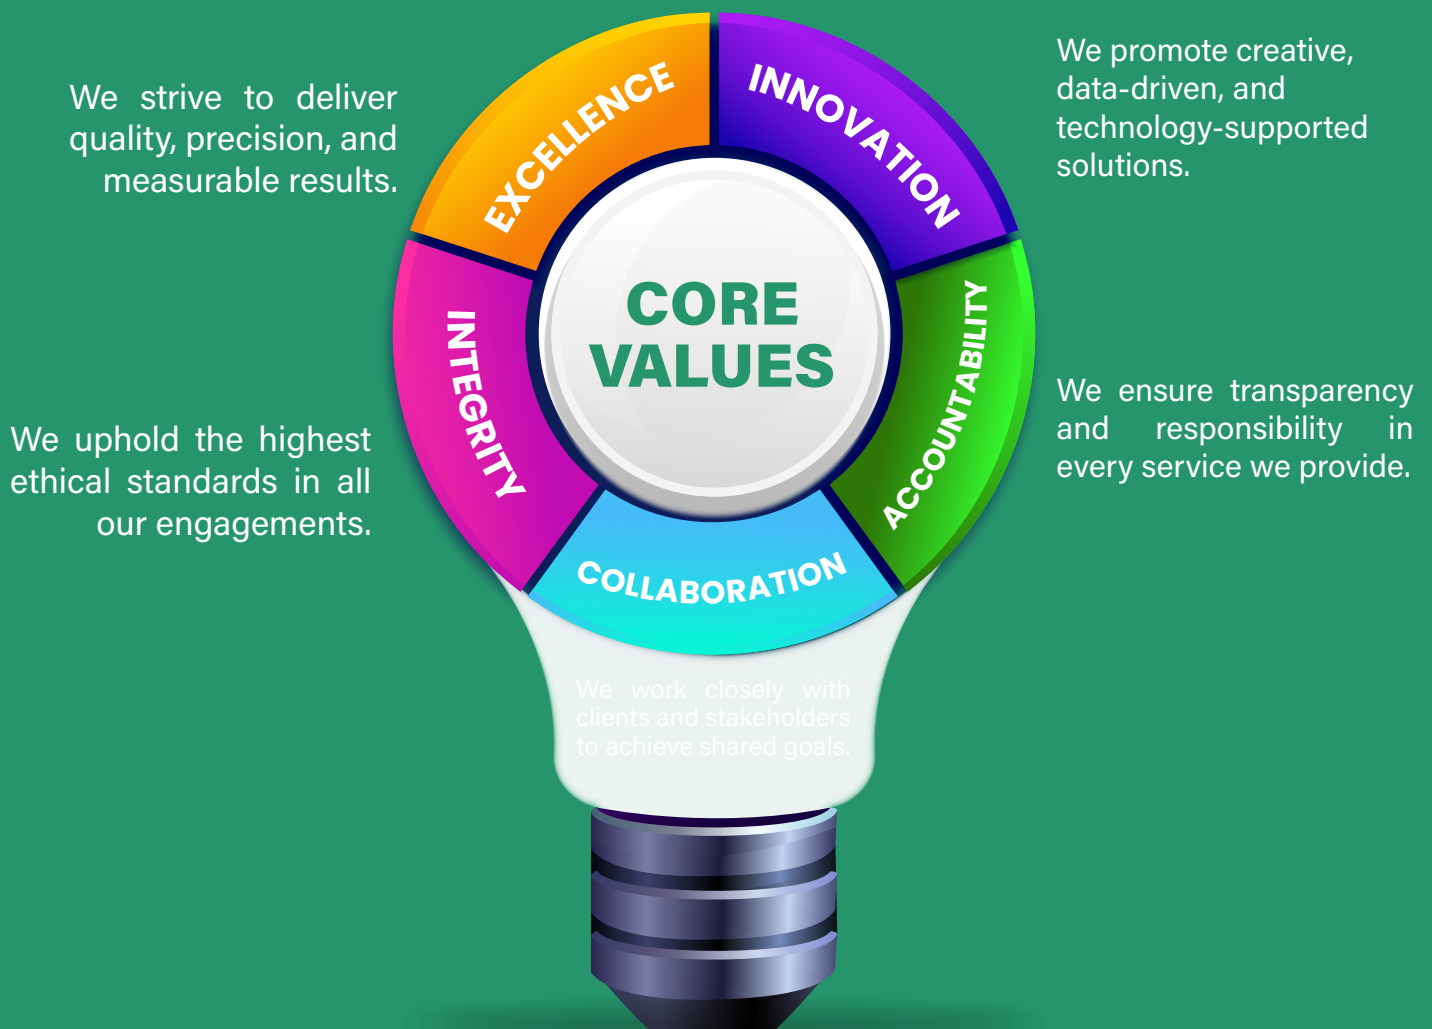 CORE
VALUES
EXCELLENCE
We strive to deliver
quality, precision, and
measurable results.
INNOVATION
We promote creative,
data-driven, and
technology-supported
solutions.
INTEGRITY
We uphold the highest
ethical standards in all
our engagements.
ACCOUNTABILITY
We ensure transparency
and responsibility in
every service we provide.
COLLABORATION
We work closely with
clients and stakeholders
to achieve shared goals.